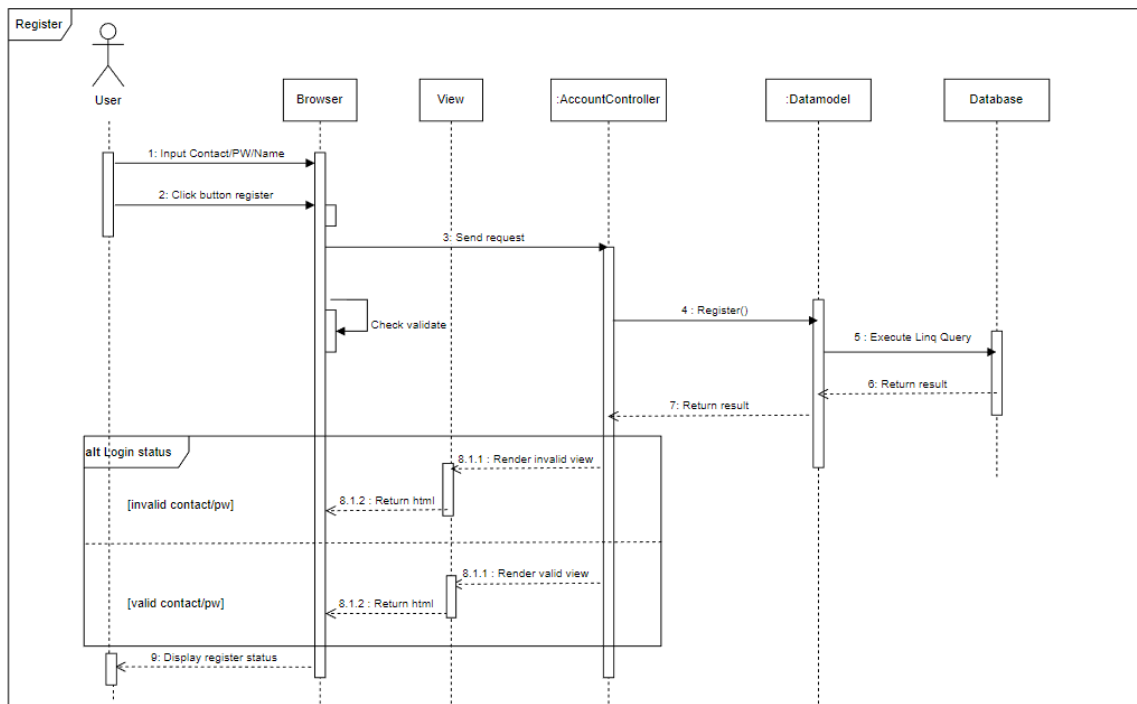 Register
User
Browser
View
:AccountController
:Datamodel
Database
1: Input Contact/PW/Name
2: Click button register
3: Send request
Check validate
4 : Register()
5 : Execute Linq Query
6: Return result
7: Return result
alt Login status
8.1.1 : Render invalid view
[invalid contact/pw]
8.1.2 : Return html
8.1.1 : Render valid view
[valid contact/pw]
8.1.2 : Return html
9: Display register status